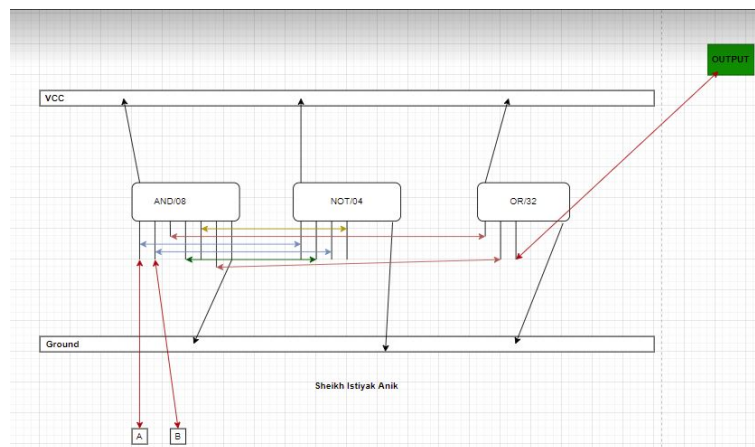 OUTPUT
VCC
AND/08
NOT/04
OR/32
Ground
Sheikh Istiyak Anik
A
B